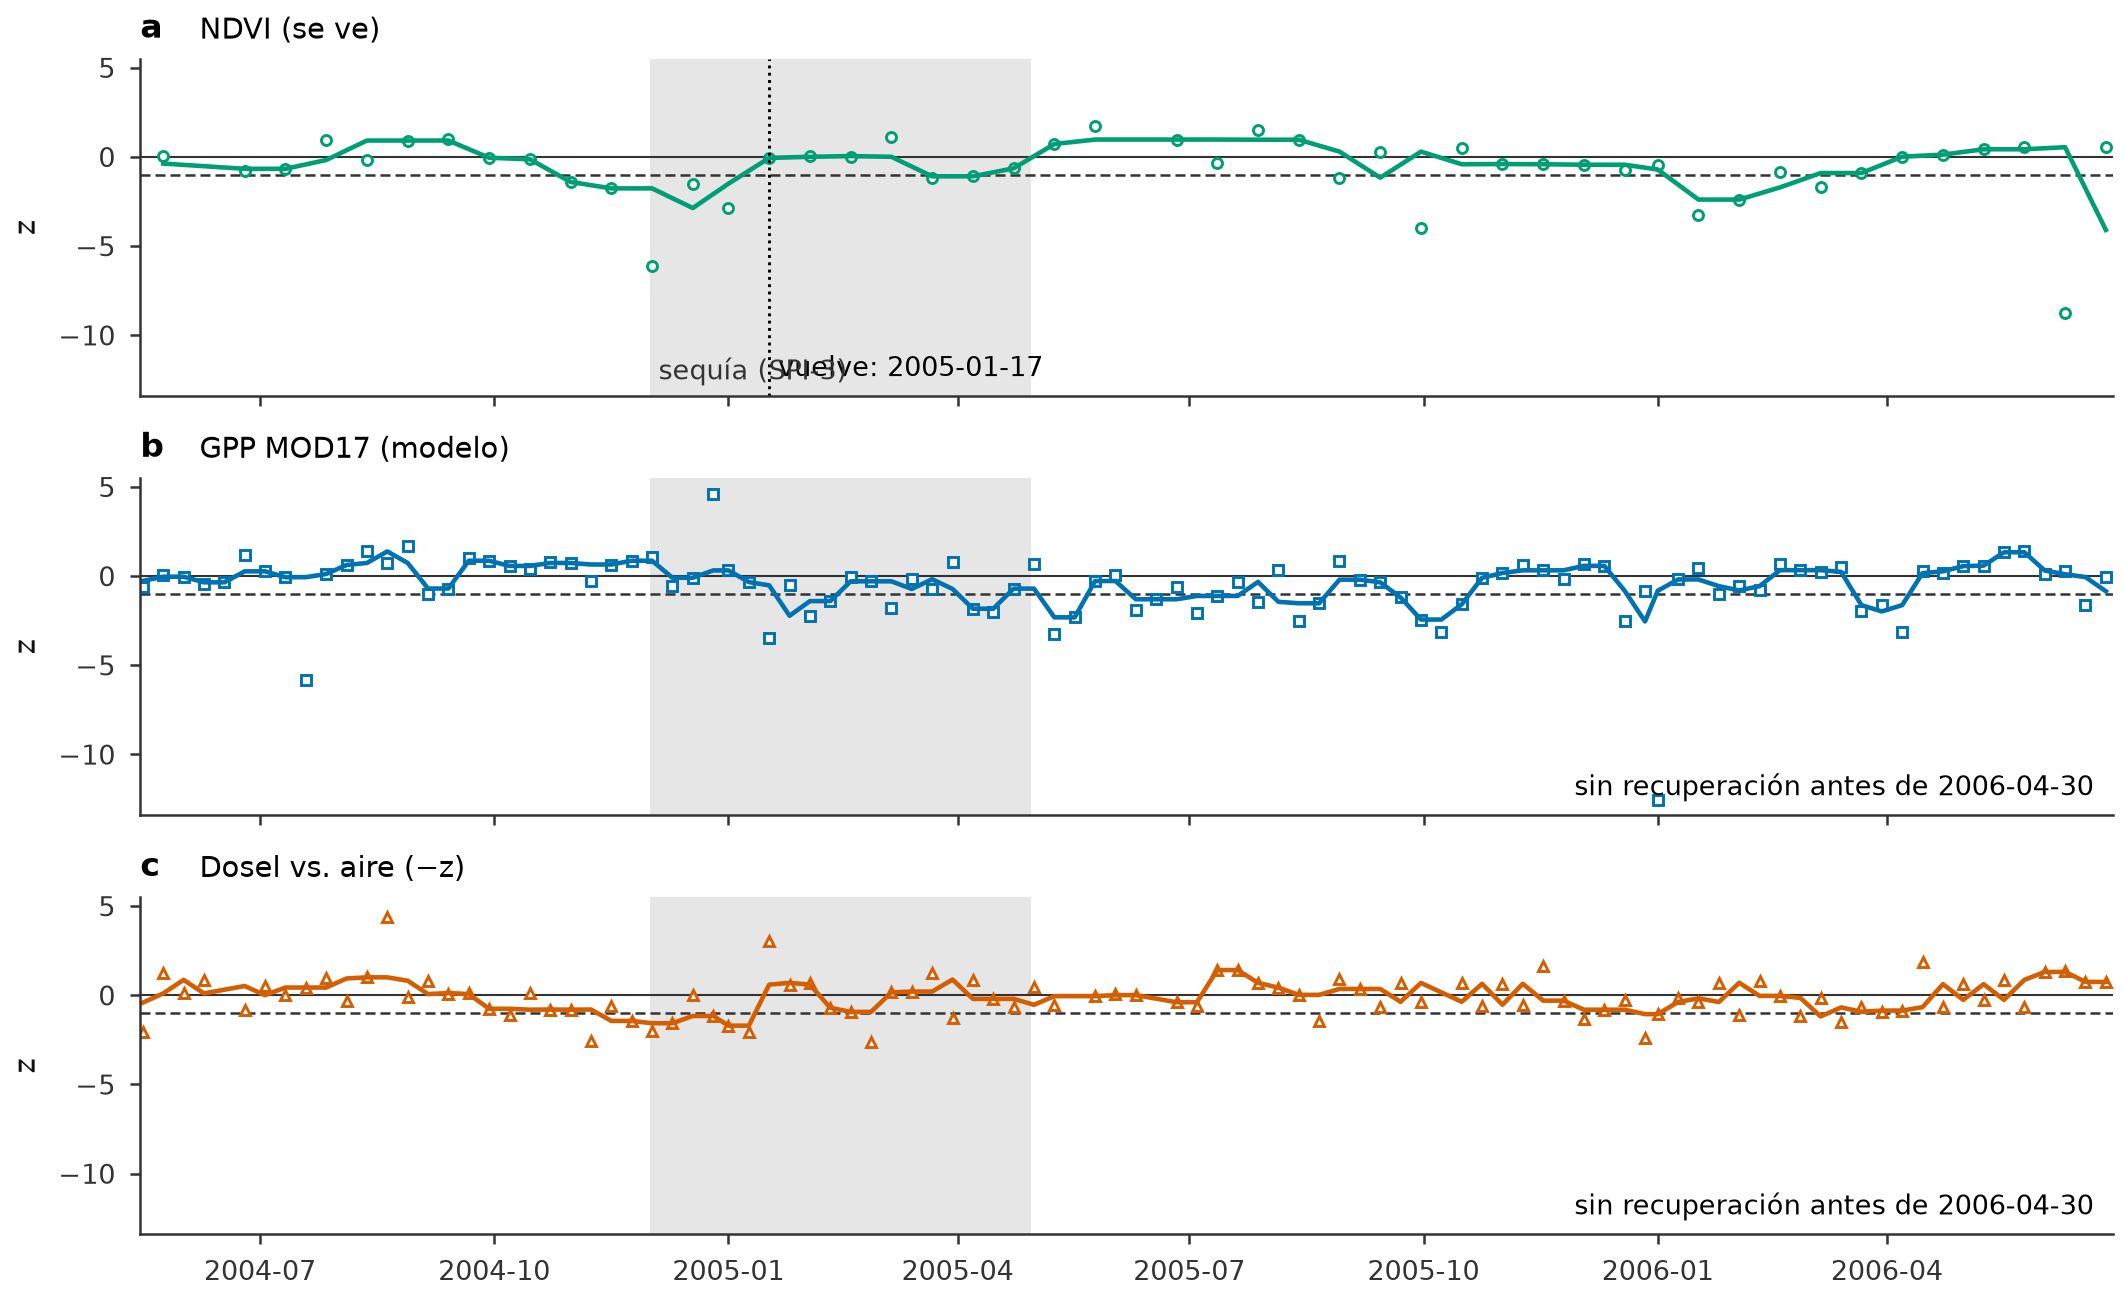 a NDVI (se ve)
5
0
−5
−10
z
sequía (SPI-3)
vuelve: 2005-01-17
b GPP MOD17 (modelo)
5
0
−5
−10
z
sin recuperación antes de 2006-04-30
c Dosel vs. aire (−z)
5
0
−5
−10
z
sin recuperación antes de 2006-04-30
2004-07 2004-10 2005-01 2005-04 2005-07 2005-10 2006-01 2006-04